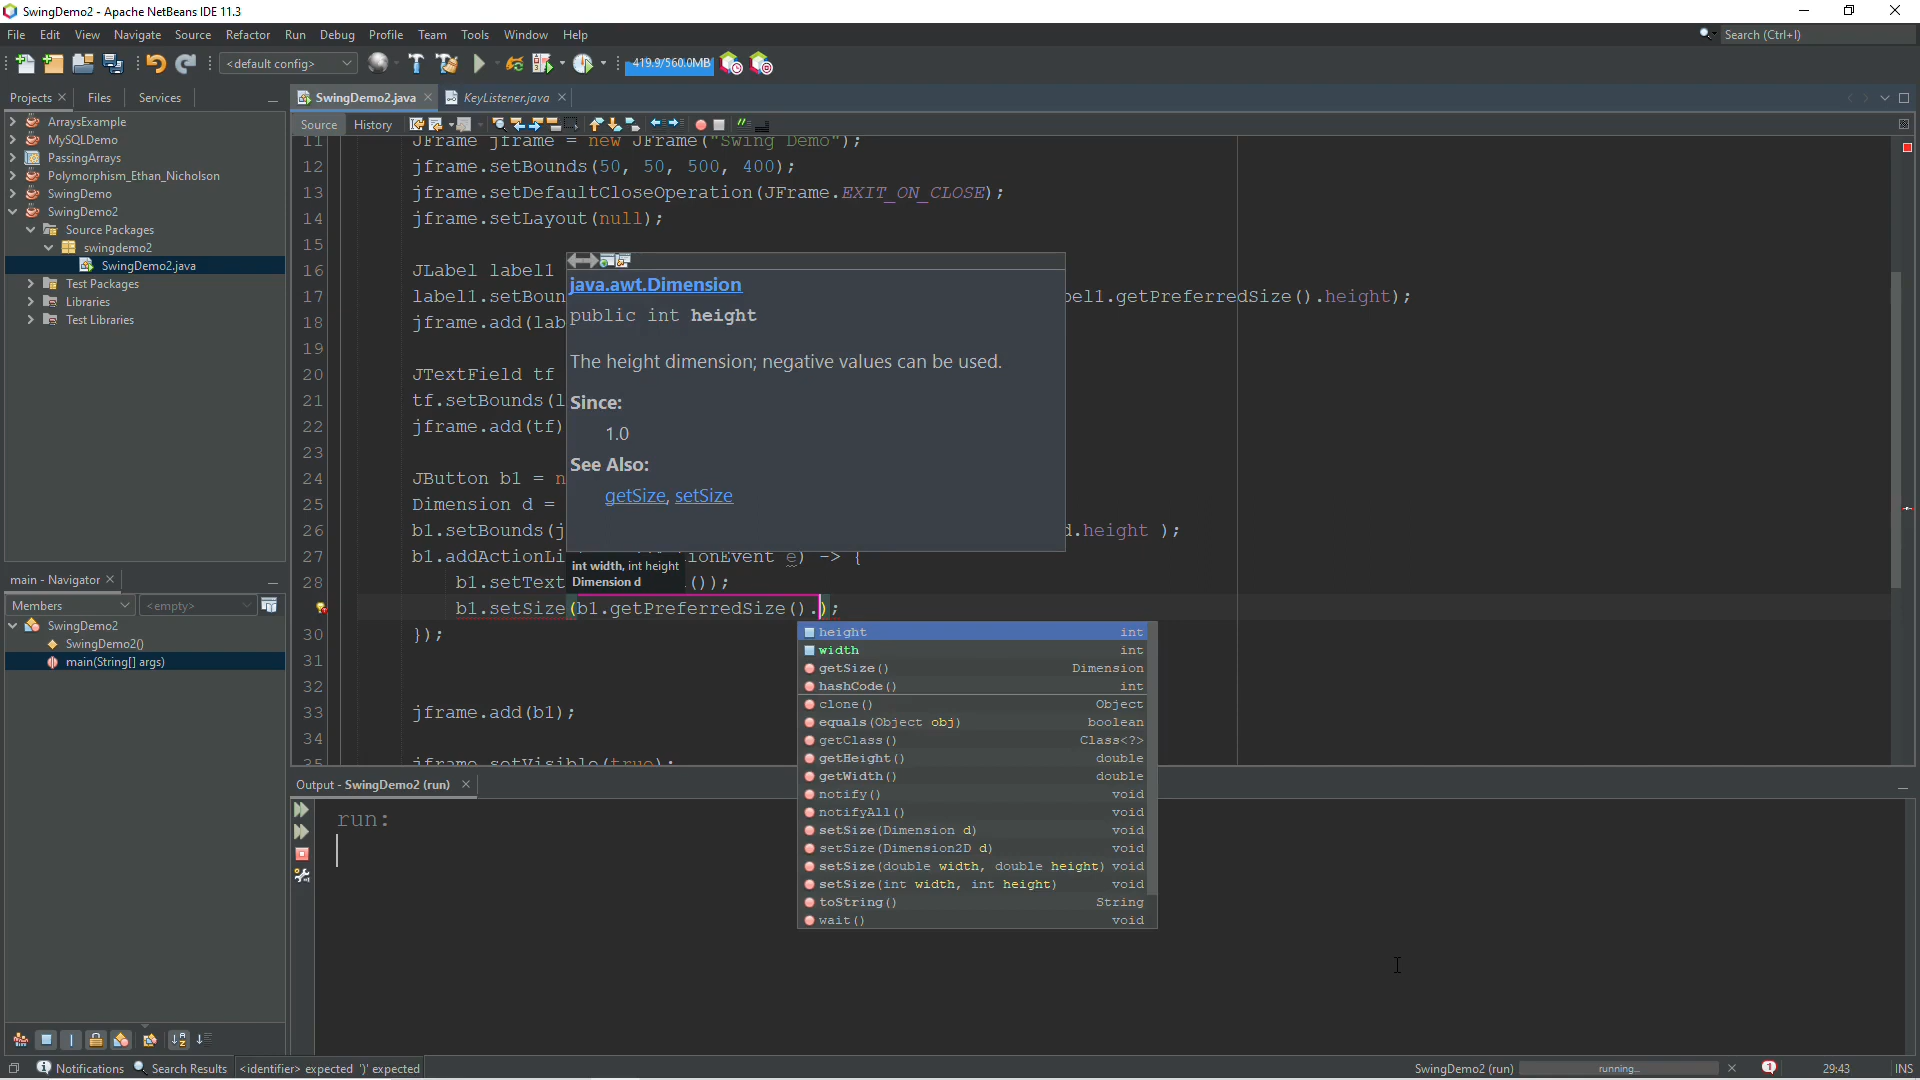 SwingDemo2 - Apache NetBeans IDE 11.3
File Edit View Navigate Source Refactor Run Debug Profile Team Tools Window Help
Search (Ctrl+I)
<default config>
419.9/560.0MB
Projects Files Services
SwingDemo2.java KeyListener.java
Source History
ArraysExample
MySQLDemo
PassingArrays
Polymorphism_Ethan_Nicholson
SwingDemo
SwingDemo2
Source Packages
swingdemo2
SwingDemo2.java
Test Packages
Libraries
Test Libraries
main - Navigator
Members <empty>
SwingDemo2
SwingDemo2()
main(String[] args)
11 JFrame jframe = new JFrame("Swing Demo");
12 jframe.setBounds(50, 50, 500, 400);
13 jframe.setDefaultCloseOperation(JFrame.EXIT_ON_CLOSE);
14 jframe.setLayout(null);
15
16 JLabel label1
17 label1.setBoun bel1.getPreferredSize().height);
18 jframe.add(lab
19
20 JTextField tf
21 tf.setBounds(l
22 jframe.add(tf)
23
24 JButton b1 = n
25 Dimension d =
26 b1.setBounds(j d.height );
27 b1.addActionLi ionEvent e) -> {
28 b1.setText ());
b1.setSize(b1.getPreferredSize().);
30 });
31
32
33 jframe.add(b1);
34
35 jframe.setVisible(true);
java.awt.Dimension
public int height
The height dimension; negative values can be used.
Since:
1.0
See Also:
getSize, setSize
int width, int height
Dimension d
height int
width int
getSize() Dimension
hashCode() int
clone() Object
equals(Object obj) boolean
getClass() Class<?>
getHeight() double
getWidth() double
notify() void
notifyAll() void
setSize(Dimension d) void
setSize(Dimension2D d) void
setSize(double width, double height) void
setSize(int width, int height) void
toString() String
wait() void
Output - SwingDemo2 (run)
run:
Notifications Search Results <identifier> expected ')' expected
SwingDemo2 (run) running... 1 29:43 INS